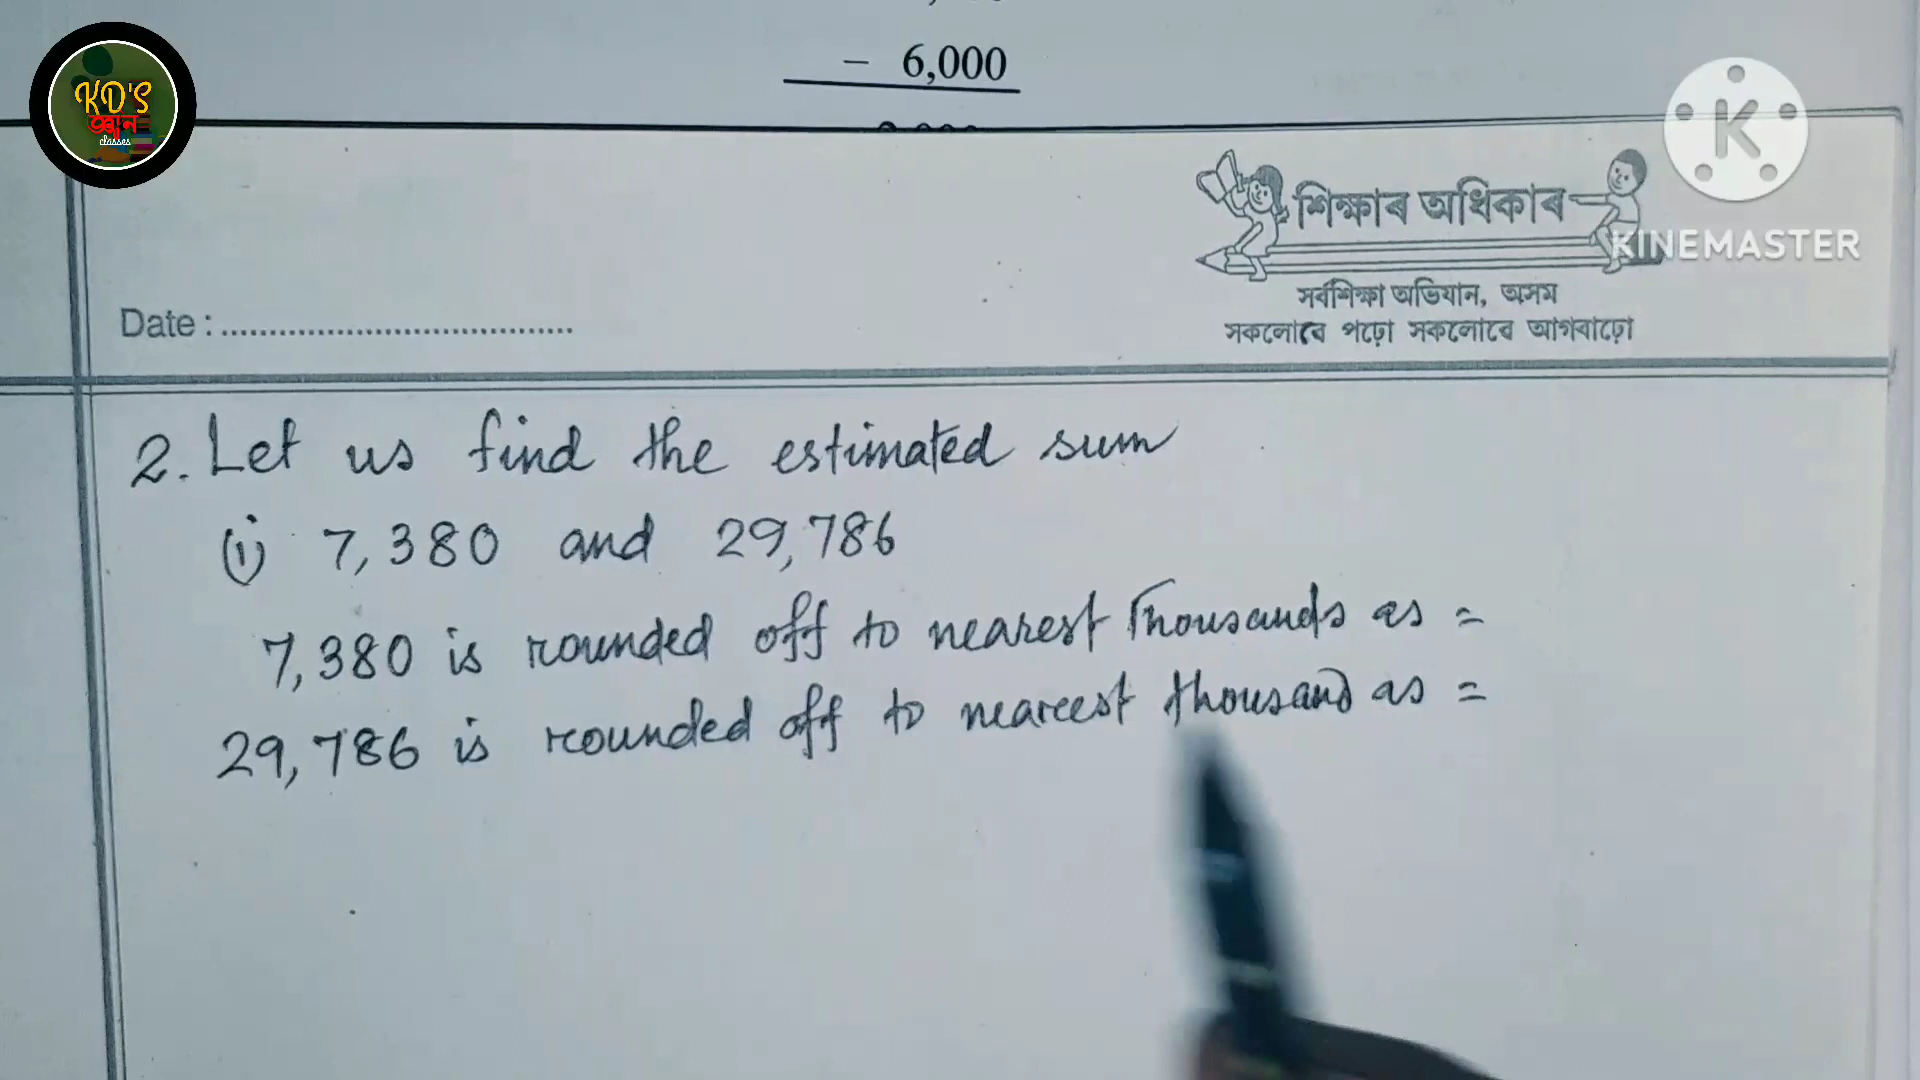 - 6,000
KD'S
জ্ঞান
classes
K
KINEMASTER
শিক্ষাৰ অধিকাৰ
সৰ্বশিক্ষা অভিযান, অসম
সকলোৱে পঢ়ো সকলোৱে আগবাঢ়ো
Date : ....................................
2. Let us find the estimated sum
(i) 7,380 and 29,786
7,380 is rounded off to nearest Thousands as =
29,786 is rounded off to nearest thousand as =